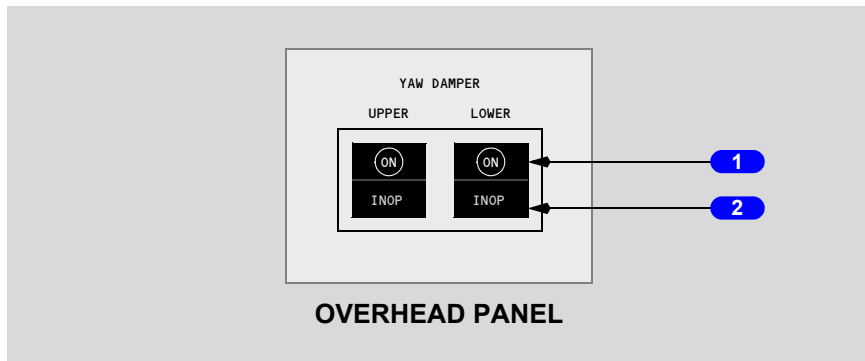 YAW DAMPER
UPPER LOWER
ON ON 1
INOP INOP 2
OVERHEAD PANEL